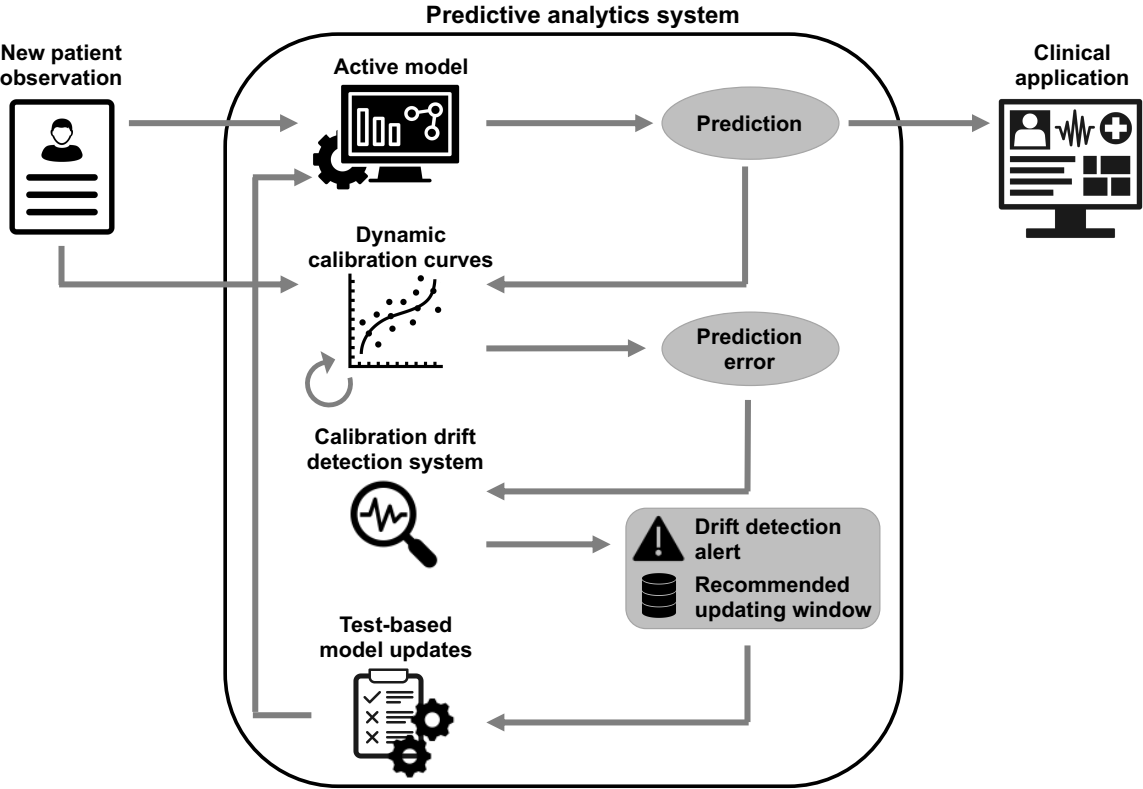 Predictive analytics system
New patient
observation
Active model
Prediction
Clinical
application
Dynamic
calibration curves
Prediction
error
Calibration drift
detection system
Drift detection
alert
Recommended
updating window
Test-based
model updates